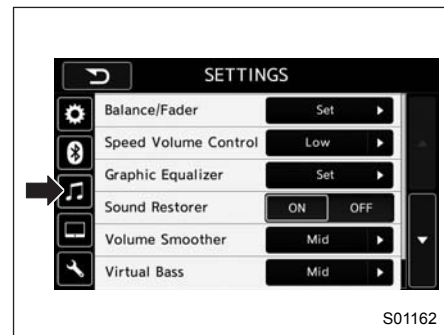 SETTINGS
Balance/Fader Set
Speed Volume Control Low
Graphic Equalizer Set
Sound Restorer ON OFF
Volume Smoother Mid
Virtual Bass Mid
S01162